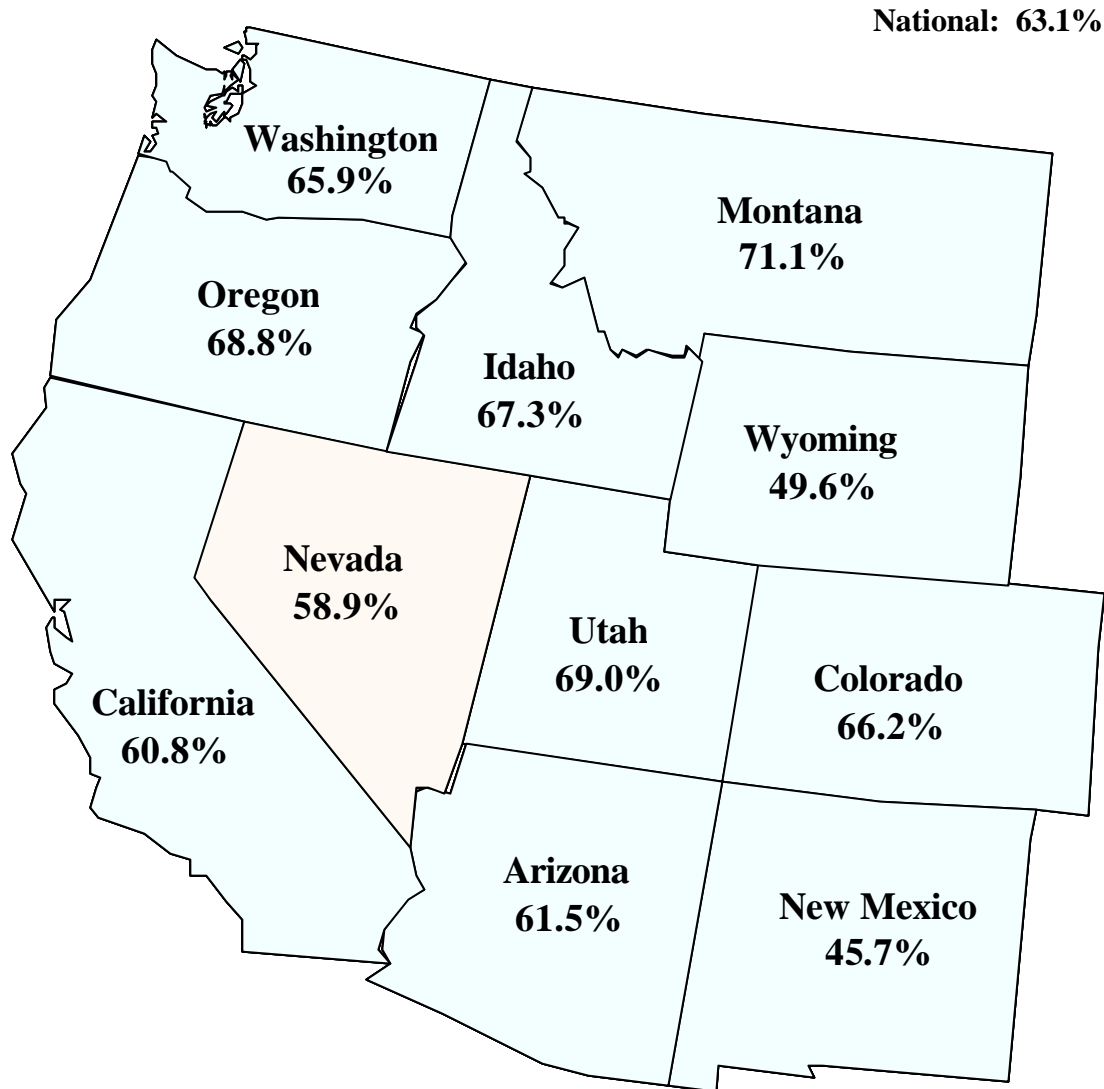 National: 63.1%
Washington
65.9%
Montana
71.1%
Oregon
68.8%
Idaho
67.3%
Wyoming
49.6%
Nevada
58.9%
Utah
69.0%
Colorado
66.2%
California
60.8%
Arizona
61.5%
New Mexico
45.7%